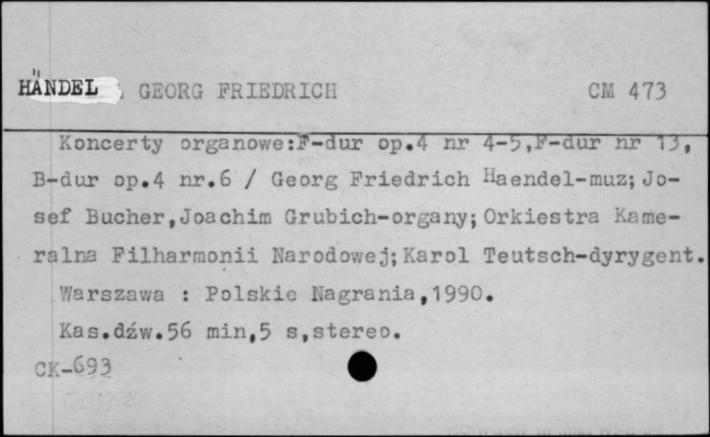 HÄNDEL, GEORG FRIEDRICH CM 473
Koncerty organowe:F-dur op.4 nr 4-5,F-dur nr 13,
B-dur op.4 nr.6 / Georg Friedrich Haendel-muz;Jo-
sef Bucher,Joachim Grubich-organy;Orkiestra Kame-
ralna Filharmonii Narodowej;Karol Teutsch-dyrygent.
Warszawa : Polskie Nagrania,1990.
Kas.dźw.56 min,5 s,stereo.
CK-693